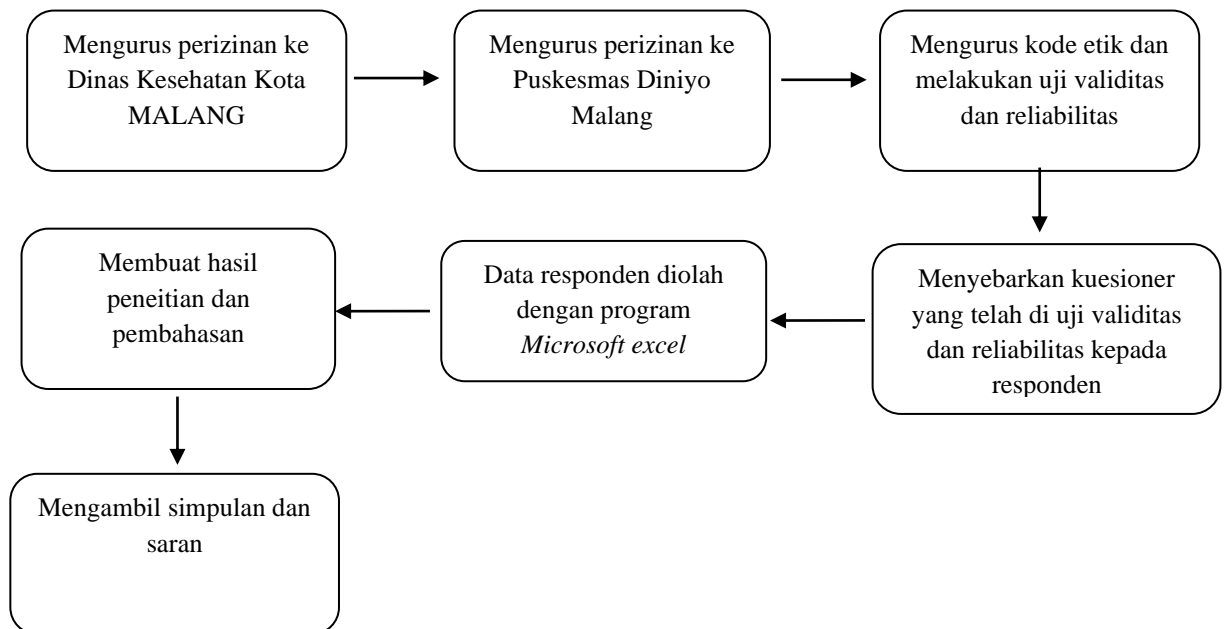 Mengurus perizinan ke
Dinas Kesehatan Kota
MALANG
Mengurus perizinan ke
Puskesmas Diniyo
Malang
Mengurus kode etik dan
melakukan uji validitas
dan reliabilitas
Menyebarkan kuesioner
yang telah di uji validitas
dan reliabilitas kepada
responden
Data responden diolah
dengan program
Microsoft excel
Membuat hasil
peneitian dan
pembahasan
Mengambil simpulan dan
saran